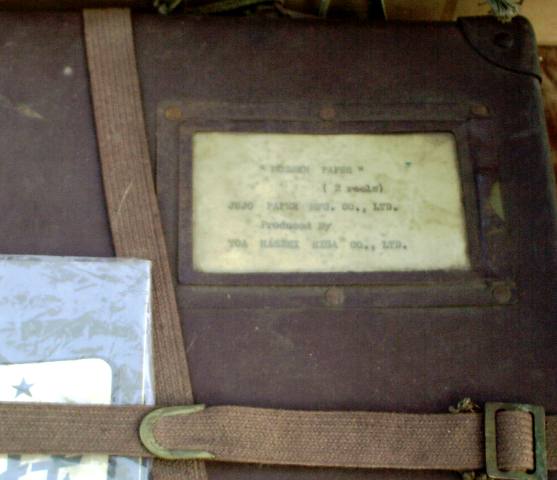 PAPER "
( 2 reels)
JUJO PAPER MFG. CO., LTD.
Produced By
TOA CO., LTD.